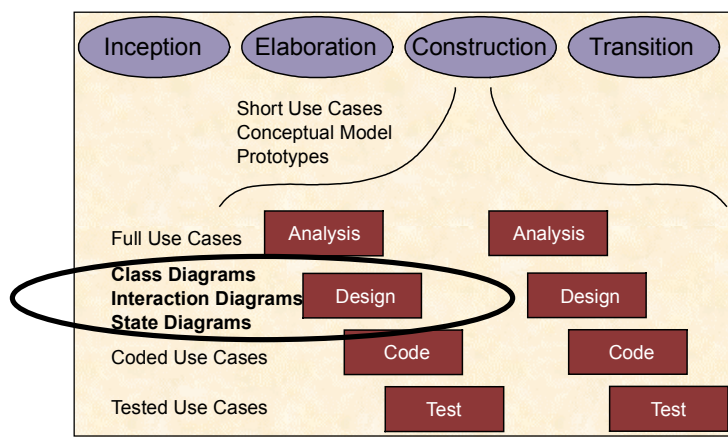 Inception Elaboration Construction Transition
Short Use Cases
Conceptual Model
Prototypes
Full Use Cases Analysis Analysis
Class Diagrams
Interaction Diagrams Design Design
State Diagrams
Coded Use Cases Code Code
Tested Use Cases Test Test